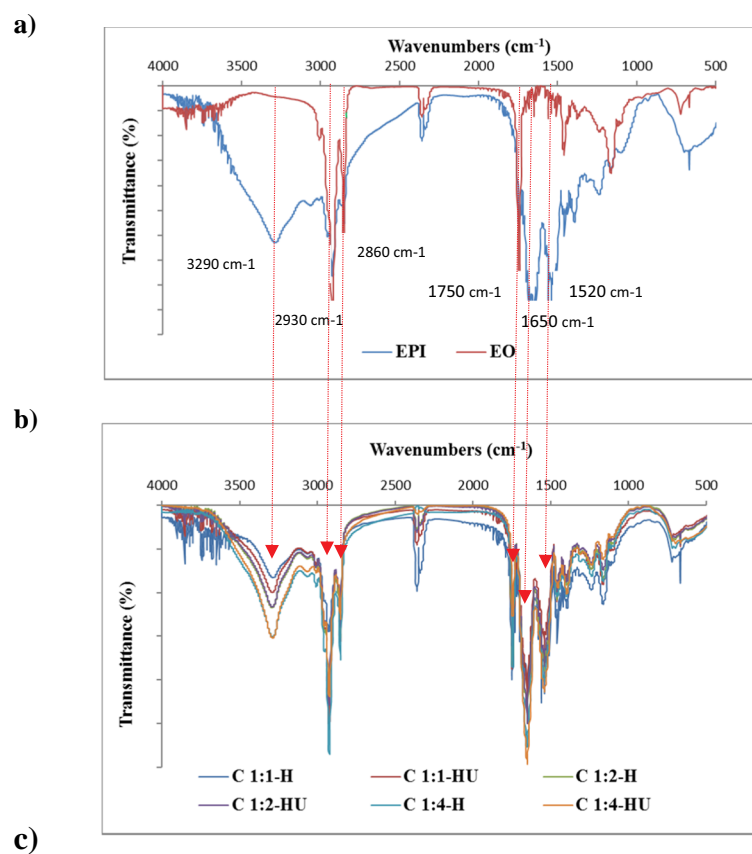 a)
Wavenumbers (cm-1)
4000 3500 3000 2500 2000 1500 1000 500
Transmittance (%)
3290 cm-1
2860 cm-1
2930 cm-1
1750 cm-1
1520 cm-1
1650 cm-1
EPI EO
b)
Wavenumbers (cm-1)
4000 3500 3000 2500 2000 1500 1000 500
Transmittance (%)
C 1:1-H C 1:1-HU C 1:2-H
C 1:2-HU C 1:4-H C 1:4-HU
c)